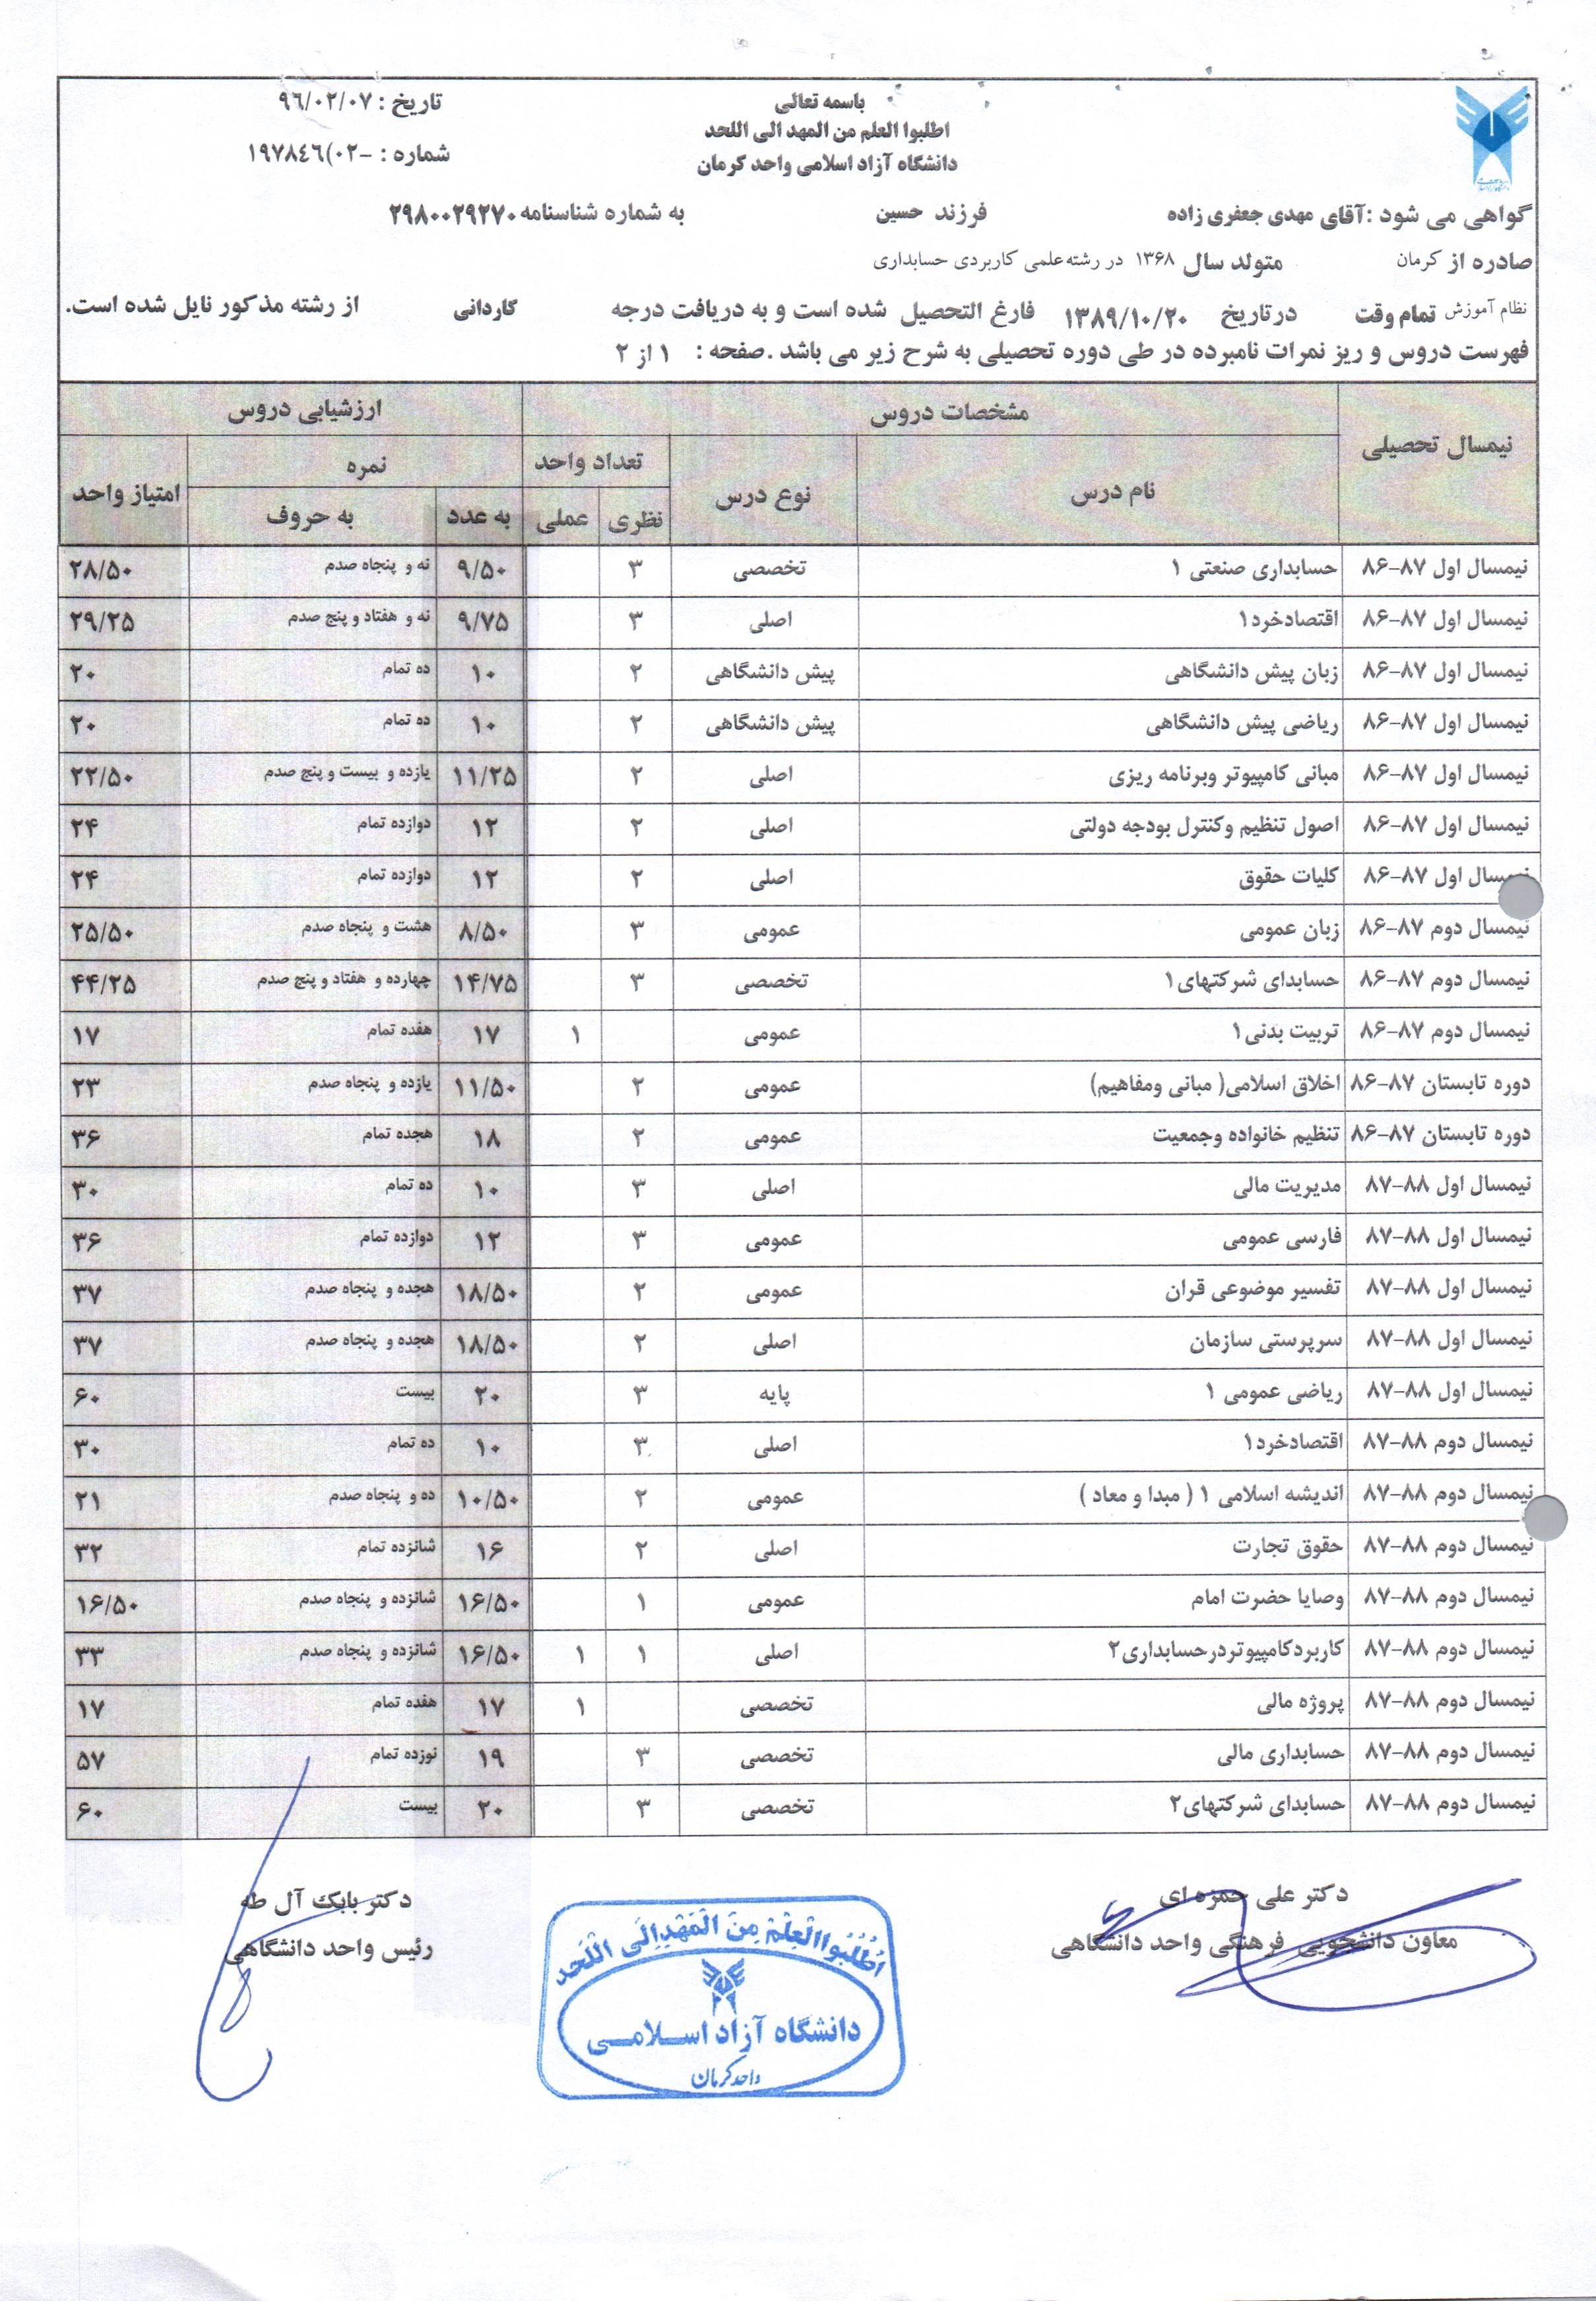 باسمه تعالی
اطلبوا العلم من المهد الی اللحد
دانشگاه آزاد اسلامی واحد کرمان
تاریخ : ۹۶/۰۲/۰۷
شماره : -۰۲)۱۹۷۸۴۶
گواهی می شود :آقای مهدی جعفری زاده فرزند حسین به شماره شناسنامه ۲۹۸۰۰۲۹۲۷۰
صادره از کرمان متولد سال ۱۳۶۸ در رشته علمی کاربردی حسابداری
نظام آموزش تمام وقت در تاریخ ۱۳۸۹/۱۰/۲۰ فارغ التحصیل شده است و به دریافت درجه کاردانی از رشته مذکور نایل شده است.
فهرست دروس و ریز نمرات نامبرده در طی دوره تحصیلی به شرح زیر می باشد .صفحه : ۱ از ۲
نیمسال تحصیلی مشخصات دروس ارزشیابی دروس
نام درس نوع درس تعداد واحد نمره امتیاز واحد
نظری عملی به عدد به حروف
نیمسال اول ۸۷-۸۶ حسابداری صنعتی ۱ تخصصی ۳ ۹/۵۰ نه و پنجاه صدم ۲۸/۵۰
نیمسال اول ۸۷-۸۶ اقتصادخرد۱ اصلی ۳ ۹/۷۵ نه و هفتاد و پنج صدم ۲۹/۲۵
نیمسال اول ۸۷-۸۶ زبان پیش دانشگاهی پیش دانشگاهی ۲ ۱۰ ده تمام ۲۰
نیمسال اول ۸۷-۸۶ ریاضی پیش دانشگاهی پیش دانشگاهی ۲ ۱۰ ده تمام ۲۰
نیمسال اول ۸۷-۸۶ مبانی کامپیوتر وبرنامه ریزی اصلی ۲ ۱۱/۲۵ یازده و بیست و پنج صدم ۲۲/۵۰
نیمسال اول ۸۷-۸۶ اصول تنظیم وکنترل بودجه دولتی اصلی ۲ ۱۲ دوازده تمام ۲۴
نیمسال اول ۸۷-۸۶ کلیات حقوق اصلی ۲ ۱۲ دوازده تمام ۲۴
نیمسال دوم ۸۷-۸۶ زبان عمومی عمومی ۳ ۸/۵۰ هشت و پنجاه صدم ۲۵/۵۰
نیمسال دوم ۸۷-۸۶ حسابدای شرکتهای۱ تخصصی ۳ ۱۴/۷۵ چهارده و هفتاد و پنج صدم ۴۴/۲۵
نیمسال دوم ۸۷-۸۶ تربیت بدنی۱ عمومی ۱ ۱۷ هفده تمام ۱۷
دوره تابستان ۸۷-۸۶ اخلاق اسلامی( مبانی ومفاهیم) عمومی ۲ ۱۱/۵۰ یازده و پنجاه صدم ۲۳
دوره تابستان ۸۷-۸۶ تنظیم خانواده وجمعیت عمومی ۲ ۱۸ هجده تمام ۳۶
نیمسال اول ۸۸-۸۷ مدیریت مالی اصلی ۳ ۱۰ ده تمام ۳۰
نیمسال اول ۸۸-۸۷ فارسی عمومی عمومی ۳ ۱۲ دوازده تمام ۳۶
نیمسال اول ۸۸-۸۷ تفسیر موضوعی قران عمومی ۲ ۱۸/۵۰ هجده و پنجاه صدم ۳۷
نیمسال اول ۸۸-۸۷ سرپرستی سازمان اصلی ۲ ۱۸/۵۰ هجده و پنجاه صدم ۳۷
نیمسال اول ۸۸-۸۷ ریاضی عمومی ۱ پایه ۳ ۲۰ بیست ۶۰
نیمسال دوم ۸۸-۸۷ اقتصادخرد۱ اصلی ۳ ۱۰ ده تمام ۳۰
نیمسال دوم ۸۸-۸۷ اندیشه اسلامی ۱ ( مبدا و معاد ) عمومی ۲ ۱۰/۵۰ ده و پنجاه صدم ۲۱
نیمسال دوم ۸۸-۸۷ حقوق تجارت اصلی ۲ ۱۶ شانزده تمام ۳۲
نیمسال دوم ۸۸-۸۷ وصایا حضرت امام عمومی ۱ ۱۶/۵۰ شانزده و پنجاه صدم ۱۶/۵۰
نیمسال دوم ۸۸-۸۷ کاربردکامپیوتردرحسابداری۲ اصلی ۱ ۱ ۱۶/۵۰ شانزده و پنجاه صدم ۳۳
نیمسال دوم ۸۸-۸۷ پروژه مالی تخصصی ۱ ۱۷ هفده تمام ۱۷
نیمسال دوم ۸۸-۸۷ حسابداری مالی تخصصی ۳ ۱۹ نوزده تمام ۵۷
نیمسال دوم ۸۸-۸۷ حسابدای شرکتهای۲ تخصصی ۳ ۲۰ بیست ۶۰
دکتر علی حمزه ای
معاون دانشجویی فرهنگی واحد دانشگاهی
اُطْلُبُوا الْعِلْمَ مِنَ الْمَهْدِ اِلَی اللَّحَد
دانشگاه آزاد اسلامی
واحد کرمان
دکتر بابک آل طه
رئیس واحد دانشگاهی